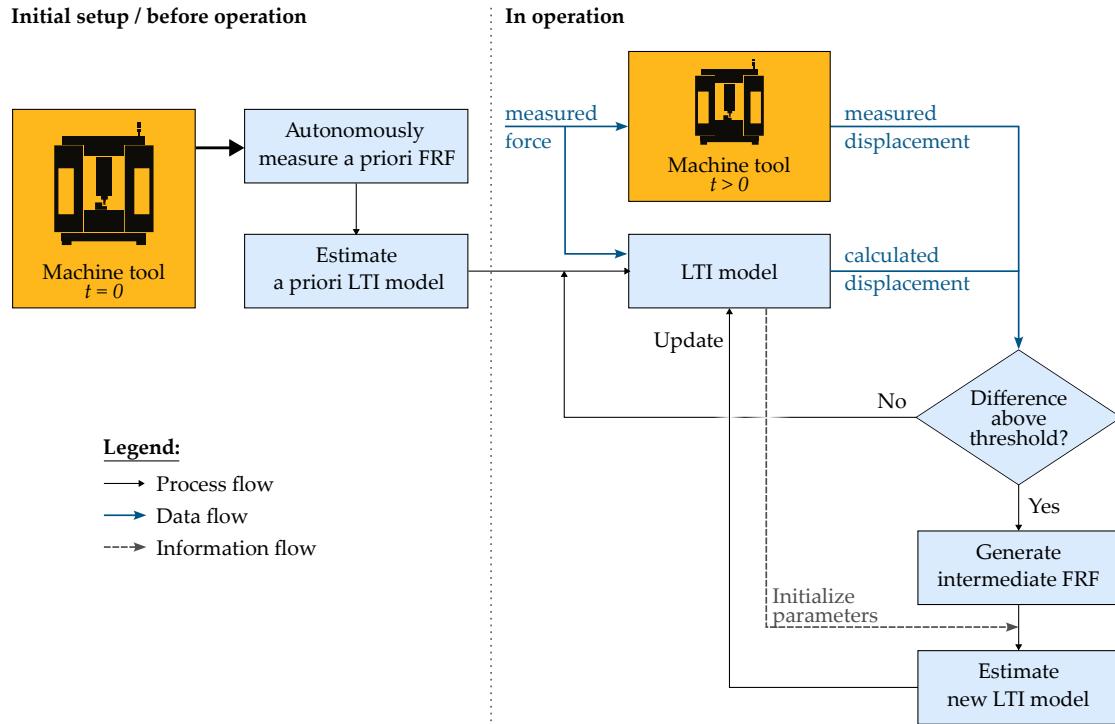 Initial setup / before operation
In operation
Autonomously
measure a priori FRF
Machine tool
t = 0
Estimate
a priori LTI model
measured
force
Machine tool
t > 0
measured
displacement
LTI model
calculated
displacement
Update
No
Difference
above
threshold?
Yes
Legend:
Process flow
Data flow
Information flow
Generate
intermediate FRF
Initialize
parameters
Estimate
new LTI model